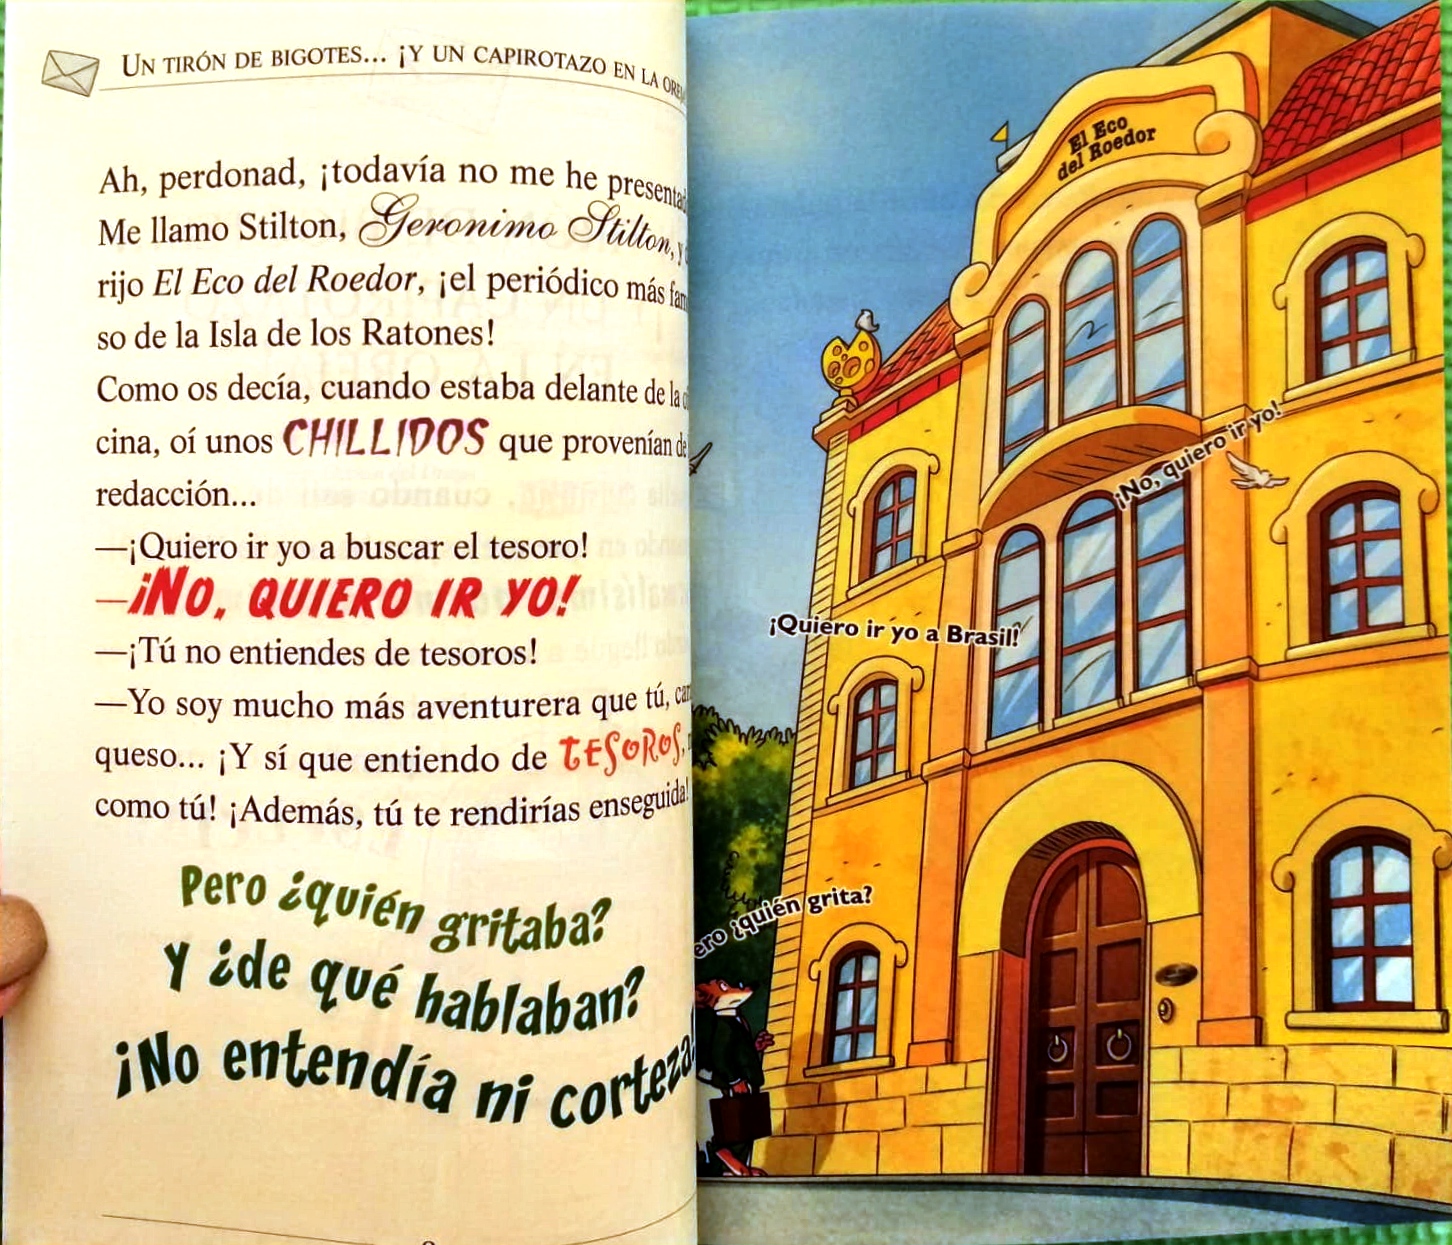 UN TIRÓN DE BIGOTES... ¡Y UN CAPIROTAZO EN LA
Ah, perdonad, ¡todavía no me he
Me llamo Stilton, Geronimo Stilton, y
rijo El Eco del Roedor, ¡el periódico más
so de la Isla de los Ratones!
Como os decía, cuando estaba delante de la
cina, oí unos CHILLIDOS que provenían de
redacción...
—¡Quiero ir yo a buscar el tesoro!
—¡NO, QUIERO IR YO!
—¡Tú no entiendes de tesoros!
—Yo soy mucho más aventurera que tú,
queso... ¡Y sí que entiendo de TESOROS,
como tú! ¡Además, tú te rendirías enseguida!
Pero ¿quién gritaba?
Y ¿de qué hablaban?
¡No entendía ni corteza!
El Eco
del Roedor
¡No, quiero ir yo!
¡Quiero ir yo a Brasil!
¿quién grita?